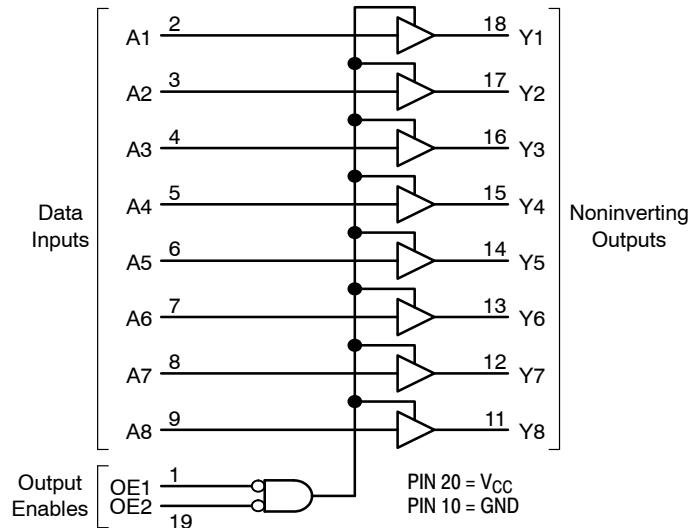 A1 2 18 Y1
A2 3 17 Y2
A3 4 16 Y3
A4 5 15 Y4
Data
Inputs
Noninverting
Outputs
A5 6 14 Y5
A6 7 13 Y6
A7 8 12 Y7
A8 9 11 Y8
Output
Enables
OE1 1
OE2 19
PIN 20 = VCC
PIN 10 = GND